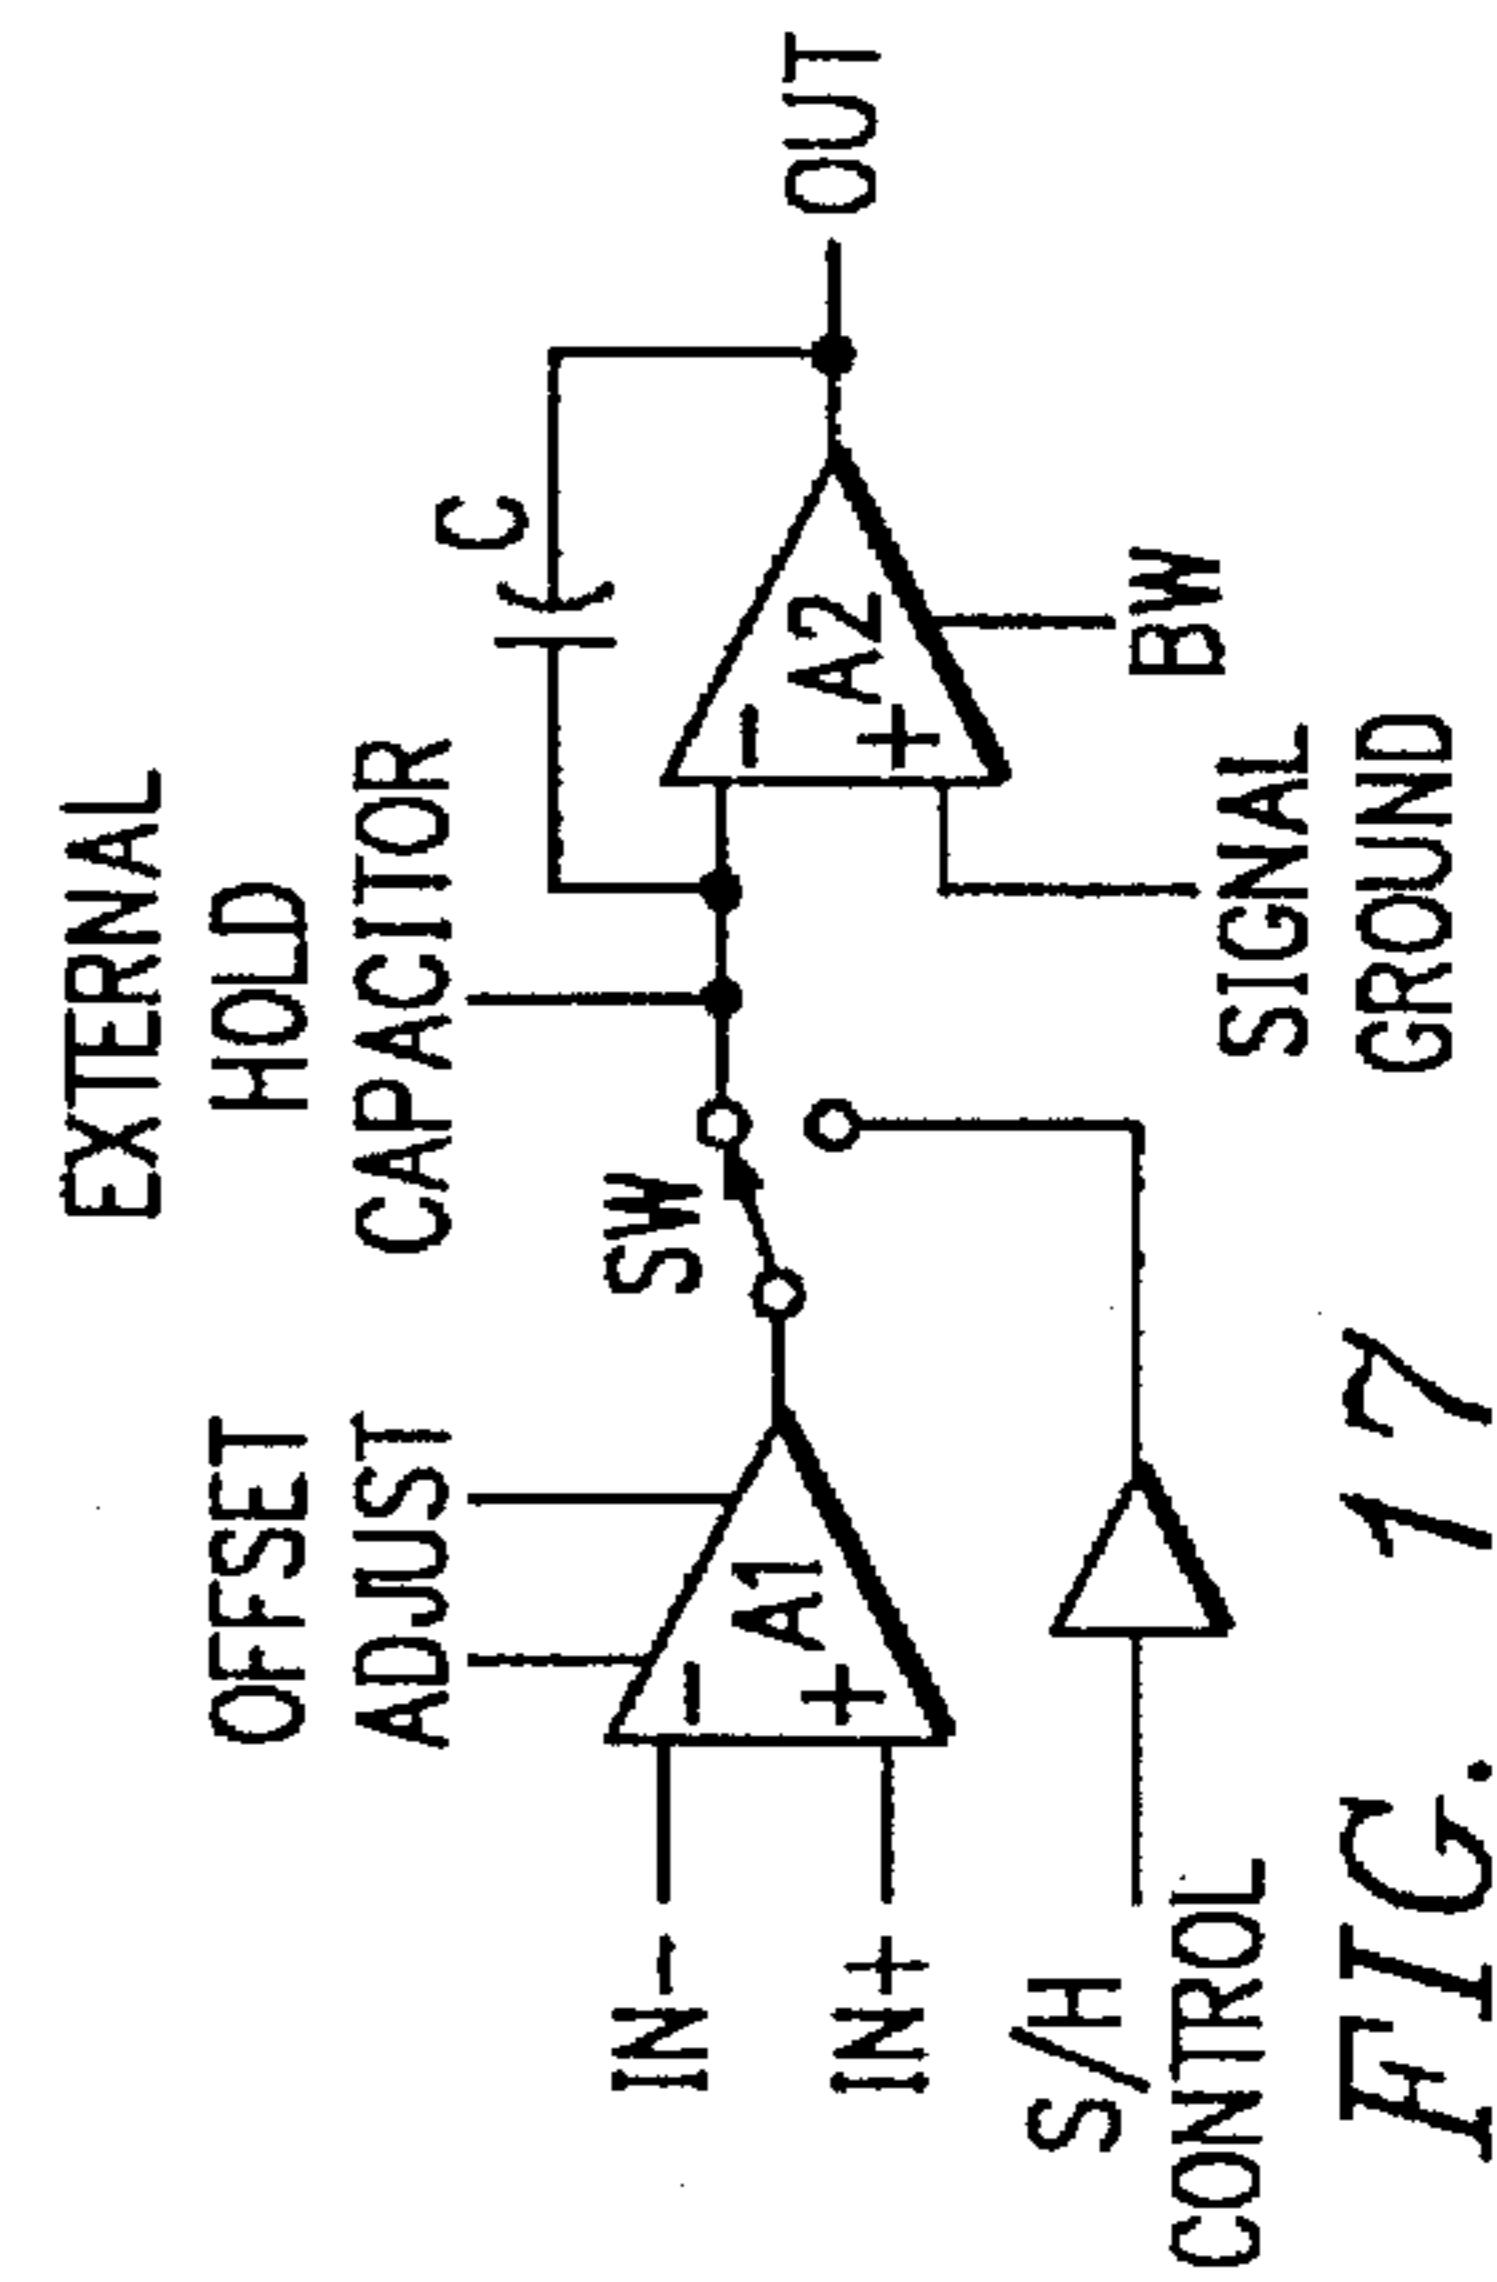 EXTERNAL
HOLD
CAPACITOR
C
OFFSET
ADJUST
SW
IN-
-
A1
+
IN+
-
A2
+
OUT
BW
S/H
CONTROL
SIGNAL
GROUND
FIG. 17